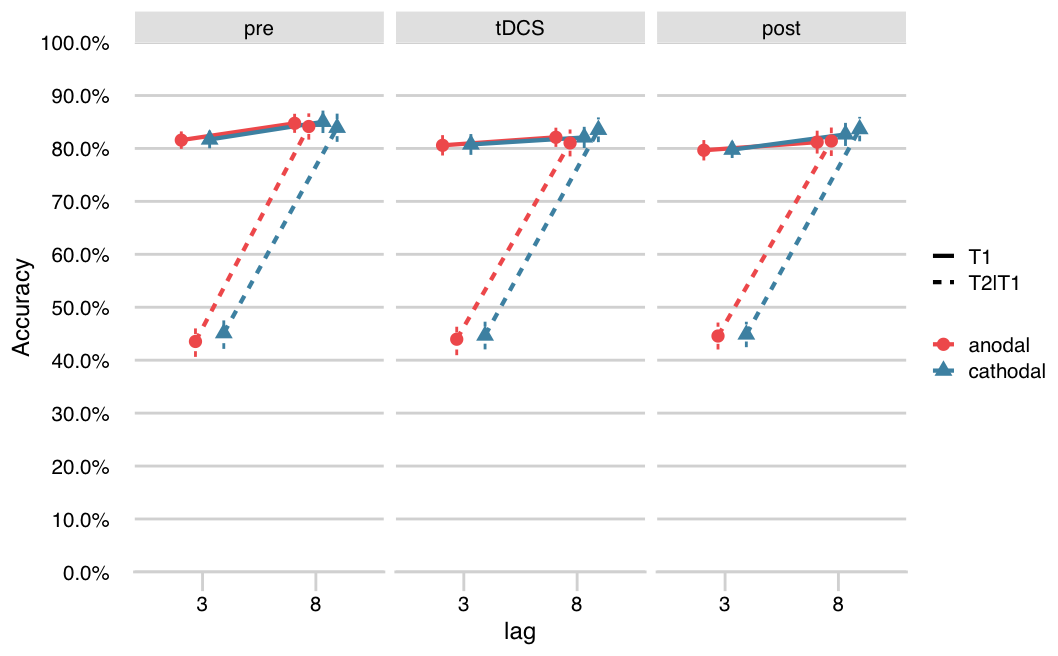 pre tDCS post
100.0%
90.0%
80.0%
70.0%
60.0%
50.0%
40.0%
30.0%
20.0%
10.0%
0.0%
Accuracy
3 8 3 8 3 8
lag
T1
T2|T1
anodal
cathodal